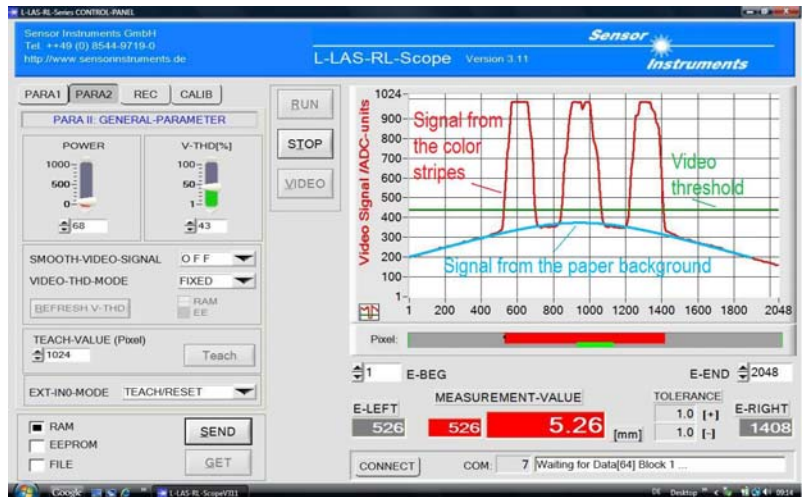 L-LAS-RL-Series CONTROL-PANEL
Sensor Instruments GmbH
Tel. ++49 (0) 8544-9719-0
http://www.sensorinstruments.de
L-LAS-RL-Scope Version 3.11
Sensor
Instruments
PARA1 PARA2 REC CALIB
PARA II: GENERAL-PARAMETER
POWER V-THD[%]
1000 100
500 50
0 1
68 43
SMOOTH-VIDEO-SIGNAL OFF
VIDEO-THD-MODE FIXED
REFRESH V-THD RAM
EE
TEACH-VALUE (Pixel)
1024 Teach
EXT-IN0-MODE TEACH/RESET
RAM
EEPROM
FILE
SEND
GET
RUN
STOP
VIDEO
Video Signal /ADC-units
1024
900
800
700
600
500
400
300
200
100
1
Signal from
the color
stripes
Video
threshold
Signal from the paper background
1 200 400 600 800 1000 1200 1400 1600 1800 2048
Pixel:
1 E-BEG E-END 2048
MEASUREMENT-VALUE TOLERANCE
E-LEFT 1.0 [+] E-RIGHT
526 526 5.26 [mm] 1.0 [-] 1408
CONNECT COM: 7 Waiting for Data[64] Block 1 ...
Google L-LAS-RL-ScopeV311 DE Desktop 09:14